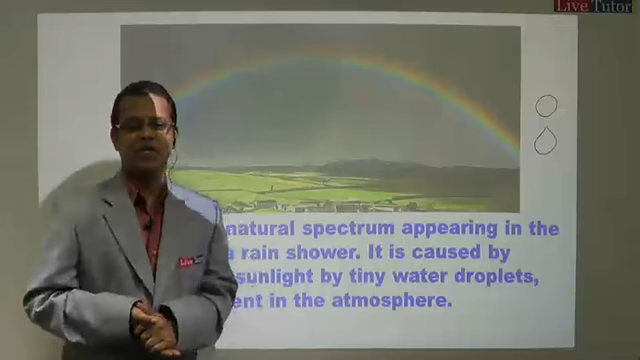 Live Tutor
natural spectrum appearing in the
rain shower. It is caused by
sunlight by tiny water droplets,
in the atmosphere.
Live